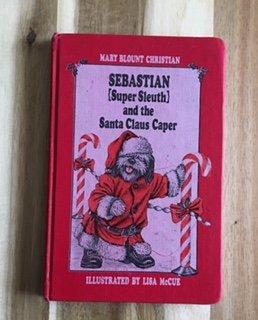 MARY BLOUNT CHRISTIAN
SEBASTIAN
[Super Sleuth]
and the
Santa Claus Caper
ILLUSTRATED BY LISA McCUE